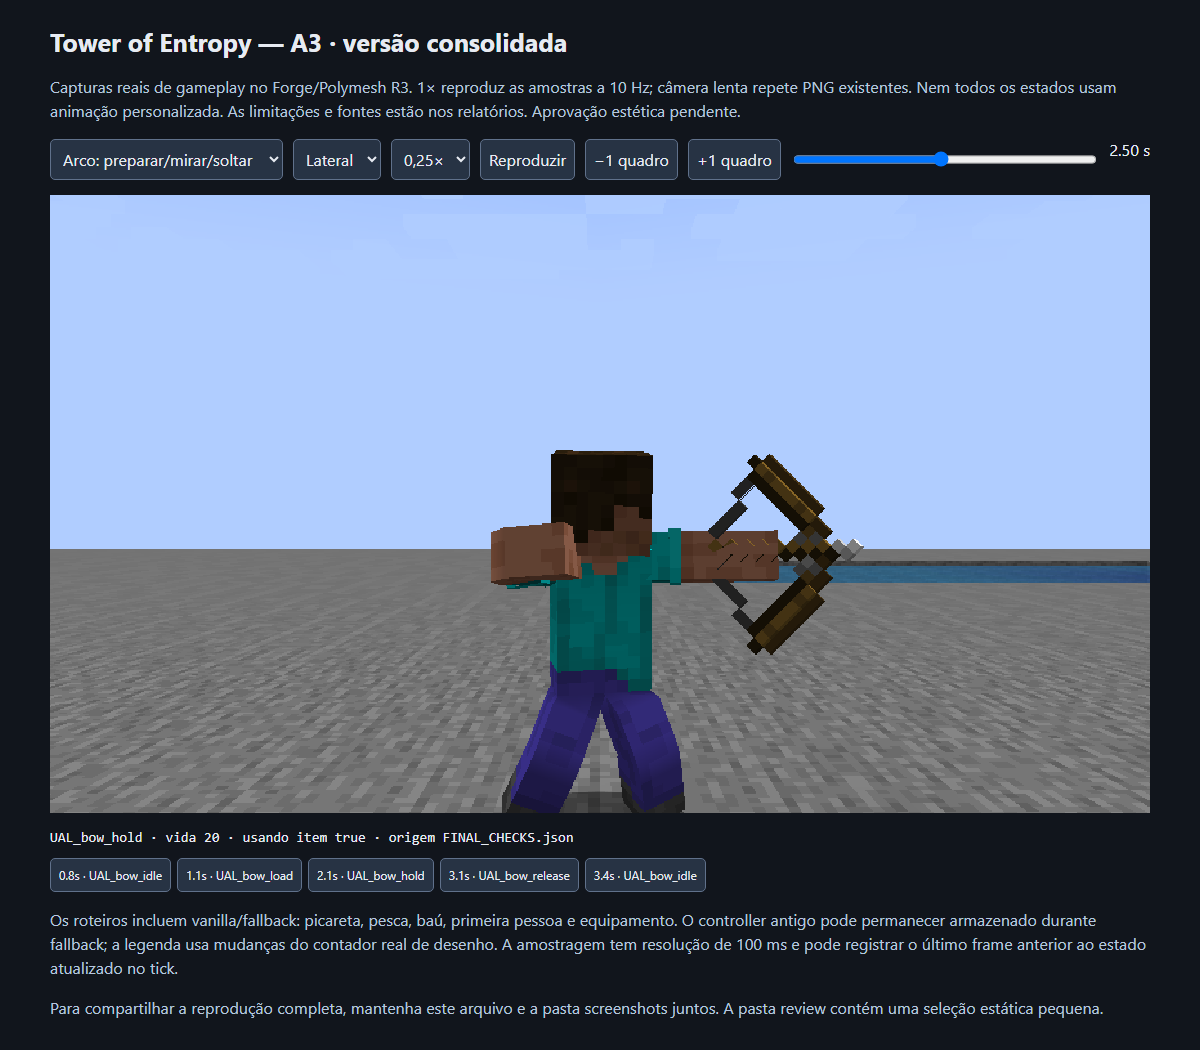 Tower of Entropy — A3 · versão consolidada
Capturas reais de gameplay no Forge/Polymesh R3. 1× reproduz as amostras a 10 Hz; câmera lenta repete PNG existentes. Nem todos os estados usam
animação personalizada. As limitações e fontes estão nos relatórios. Aprovação estética pendente.
Arco: preparar/mirar/soltar Lateral 0,25× Reproduzir −1 quadro +1 quadro 2.50 s
UAL_bow_hold · vida 20 · usando item true · origem FINAL_CHECKS.json
0.8s · UAL_bow_idle 1.1s · UAL_bow_load 2.1s · UAL_bow_hold 3.1s · UAL_bow_release 3.4s · UAL_bow_idle
Os roteiros incluem vanilla/fallback: picareta, pesca, baú, primeira pessoa e equipamento. O controller antigo pode permanecer armazenado durante
fallback; a legenda usa mudanças do contador real de desenho. A amostragem tem resolução de 100 ms e pode registrar o último frame anterior ao estado
atualizado no tick.
Para compartilhar a reprodução completa, mantenha este arquivo e a pasta screenshots juntos. A pasta review contém uma seleção estática pequena.